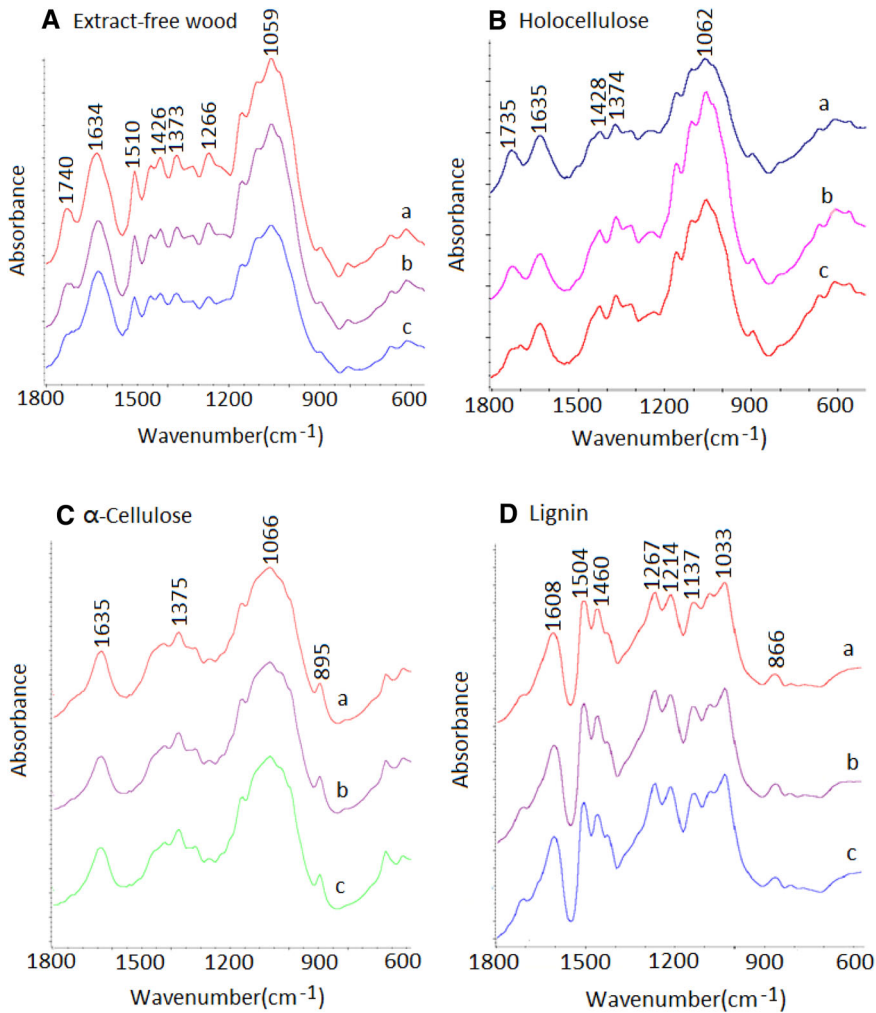 A Extract-free wood
1740
1634
1510
1426
1373
1266
1059
a
b
c
Absorbance
1800 1500 1200 900 600
Wavenumber(cm-1)
B Holocellulose
1735
1635
1428
1374
1062
a
b
c
Absorbance
1800 1500 1200 900 600
Wavenumber(cm-1)
C α-Cellulose
1635
1375
1066
895
a
b
c
Absorbance
1800 1500 1200 900 600
Wavenumber(cm-1)
D Lignin
1608
1504
1460
1267
1214
1137
1033
866
a
b
c
Absorbance
1800 1500 1200 900 600
Wavenumber(cm-1)